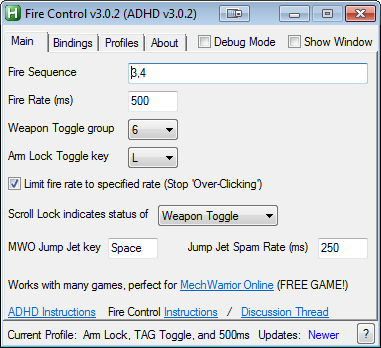 Fire Control v3.0.2 (ADHD v3.0.2)
Main Bindings Profiles About Debug Mode Show Window
Fire Sequence 3,4
Fire Rate (ms) 500
Weapon Toggle group 6
Arm Lock Toggle key L
Limit fire rate to specified rate (Stop 'Over-Clicking')
Scroll Lock indicates status of Weapon Toggle
MWO Jump Jet key Space Jump Jet Spam Rate (ms) 250
Works with many games, perfect for MechWarrior Online (FREE GAME!)
ADHD Instructions Fire Control Instructions / Discussion Thread
Current Profile: Arm Lock, TAG Toggle, and 500ms Updates: Newer ?